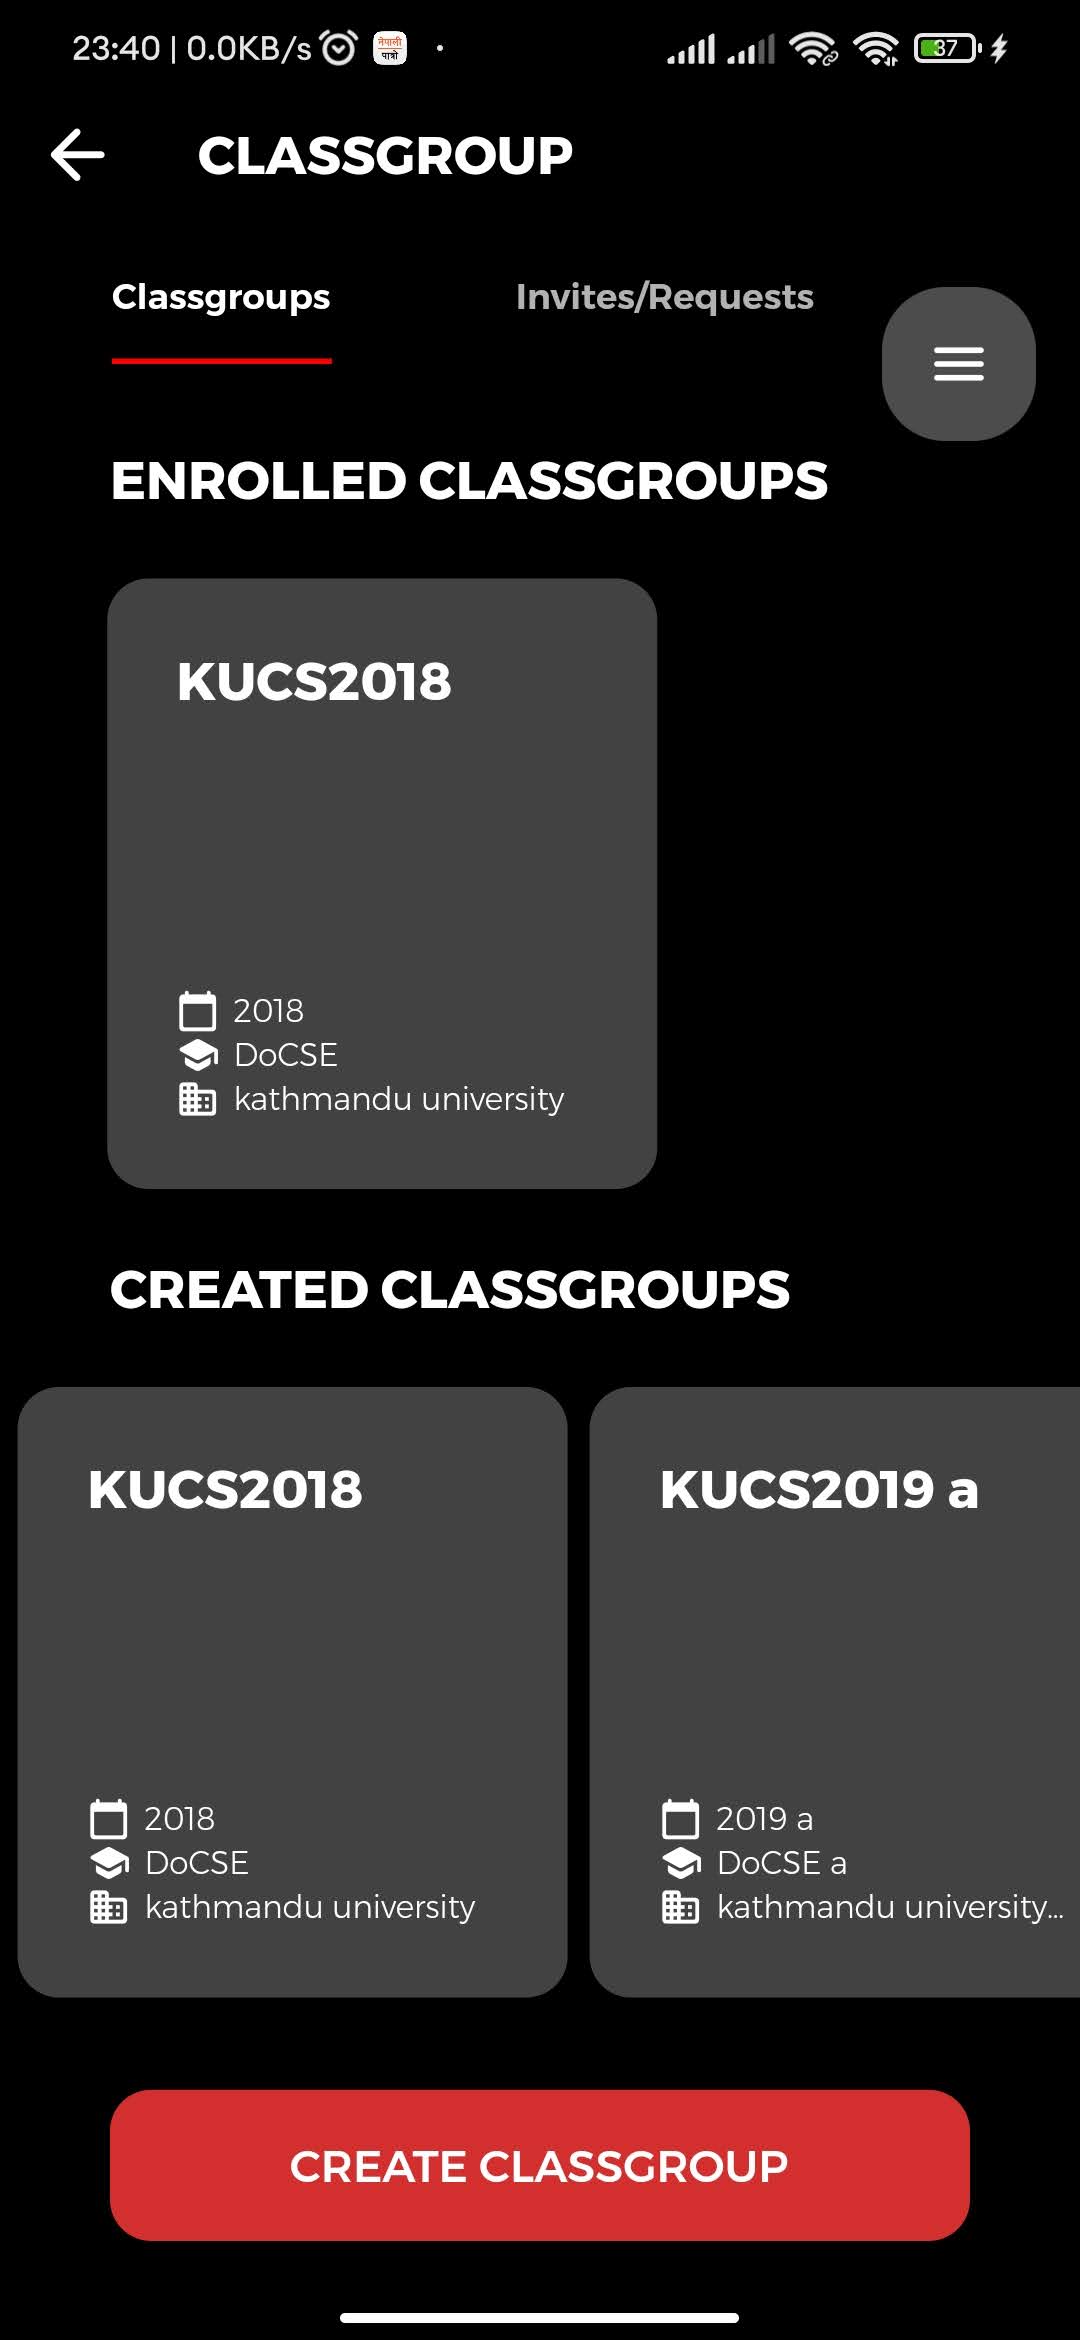 23:40 | 0.0KB/s नेपाली पात्रो 37
CLASSGROUP
Classgroups Invites/Requests
ENROLLED CLASSGROUPS
KUCS2018
2018
DoCSE
kathmandu university
CREATED CLASSGROUPS
KUCS2018 KUCS2019 a
2018 2019 a
DoCSE DoCSE a
kathmandu university kathmandu university...
CREATE CLASSGROUP